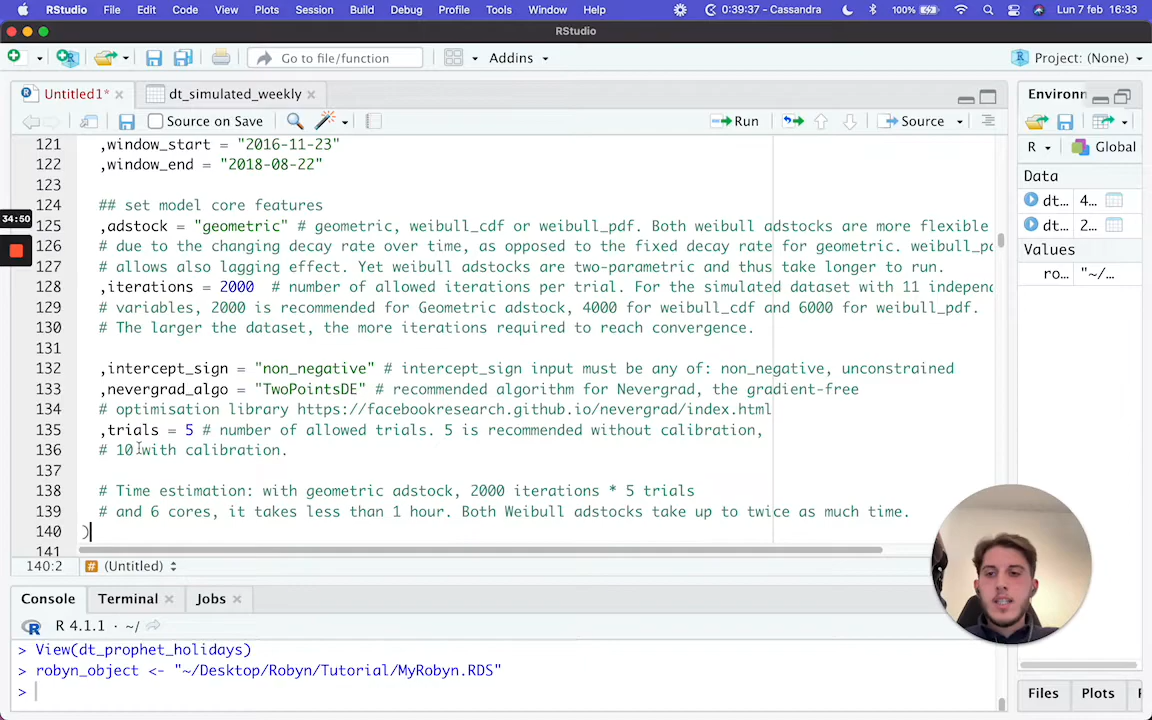 RStudio File Edit Code View Plots Session Build Debug Profile Tools Window Help 0:39:37 - Cassandra 100% Lun 7 feb 16:33
RStudio
Go to file/function Addins Project: (None)
Untitled1* dt_simulated_weekly
Source on Save Run Source
121 ,window_start = "2016-11-23"
122 ,window_end = "2018-08-22"
123
124 ## set model core features
125 ,adstock = "geometric" # geometric, weibull_cdf or weibull_pdf. Both weibull adstocks are more flexible
126 # due to the changing decay rate over time, as opposed to the fixed decay rate for geometric. weibull_pd
127 # allows also lagging effect. Yet weibull adstocks are two-parametric and thus take longer to run.
128 ,iterations = 2000 # number of allowed iterations per trial. For the simulated dataset with 11 independ
129 # variables, 2000 is recommended for Geometric adstock, 4000 for weibull_cdf and 6000 for weibull_pdf.
130 # The larger the dataset, the more iterations required to reach convergence.
131
132 ,intercept_sign = "non_negative" # intercept_sign input must be any of: non_negative, unconstrained
133 ,nevergrad_algo = "TwoPointsDE" # recommended algorithm for Nevergrad, the gradient-free
134 # optimisation library https://facebookresearch.github.io/nevergrad/index.html
135 ,trials = 5 # number of allowed trials. 5 is recommended without calibration,
136 # 10 with calibration.
137
138 # Time estimation: with geometric adstock, 2000 iterations * 5 trials
139 # and 6 cores, it takes less than 1 hour. Both Weibull adstocks take up to twice as much time.
140 )
141
140:2 # (Untitled)
34:50
Console Terminal Jobs
R R 4.1.1 · ~/
> View(dt_prophet_holidays)
> robyn_object <- "~/Desktop/Robyn/Tutorial/MyRobyn.RDS"
>
Environn
R Global
Data
dt... 4...
dt... 2...
Values
ro... "~/...
Files Plots